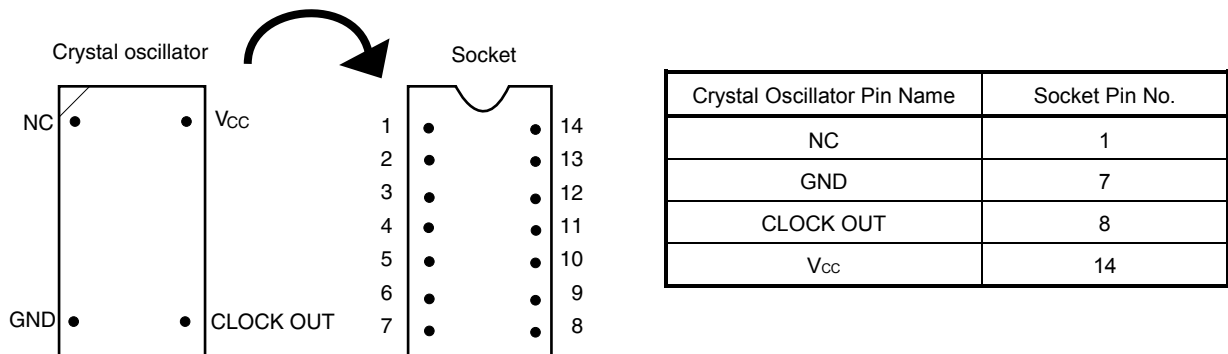 Crystal oscillator
NC
VCC
GND
CLOCK OUT
Socket
1 14
2 13
3 12
4 11
5 10
6 9
7 8
Crystal Oscillator Pin Name Socket Pin No.
NC 1
GND 7
CLOCK OUT 8
VCC 14